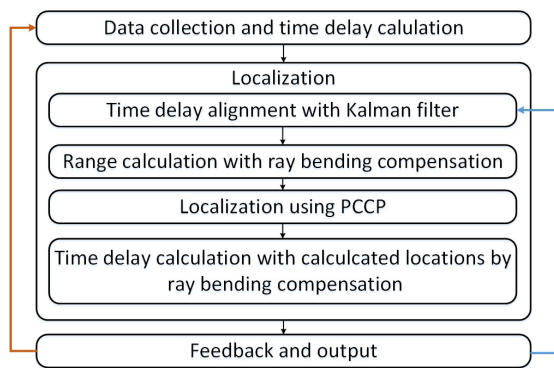 Data collection and time delay calulation
Localization
Time delay alignment with Kalman filter
Range calculation with ray bending compensation
Localization using PCCP
Time delay calculation with calculcated locations by
ray bending compensation
Feedback and output